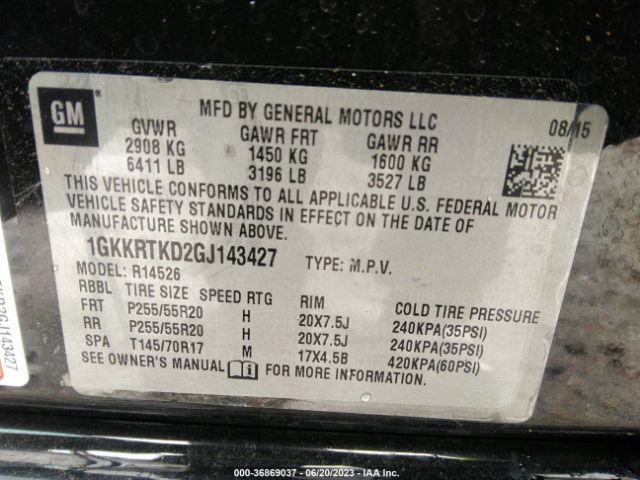 GM
MFD BY GENERAL MOTORS LLC
08/15
GVWR GAWR FRT GAWR RR
2908 KG 1450 KG 1600 KG
6411 LB 3196 LB 3527 LB
THIS VEHICLE CONFORMS TO ALL APPLICABLE U.S. FEDERAL MOTOR
VEHICLE SAFETY STANDARDS IN EFFECT ON THE DATE OF
MANUFACTURE SHOWN ABOVE.
1GKKRTKD2GJ143427 TYPE: M.P.V.
MODEL: R14526
RBBL TIRE SIZE SPEED RTG RIM COLD TIRE PRESSURE
FRT P255/55R20 H 20X7.5J 240KPA(35PSI)
RR P255/55R20 H 20X7.5J 240KPA(35PSI)
SPA T145/70R17 M 17X4.5B 420KPA(60PSI)
SEE OWNER'S MANUAL FOR MORE INFORMATION.
KD2GJ143427
© 36869037 - 06/20/2023 - IAA Inc.